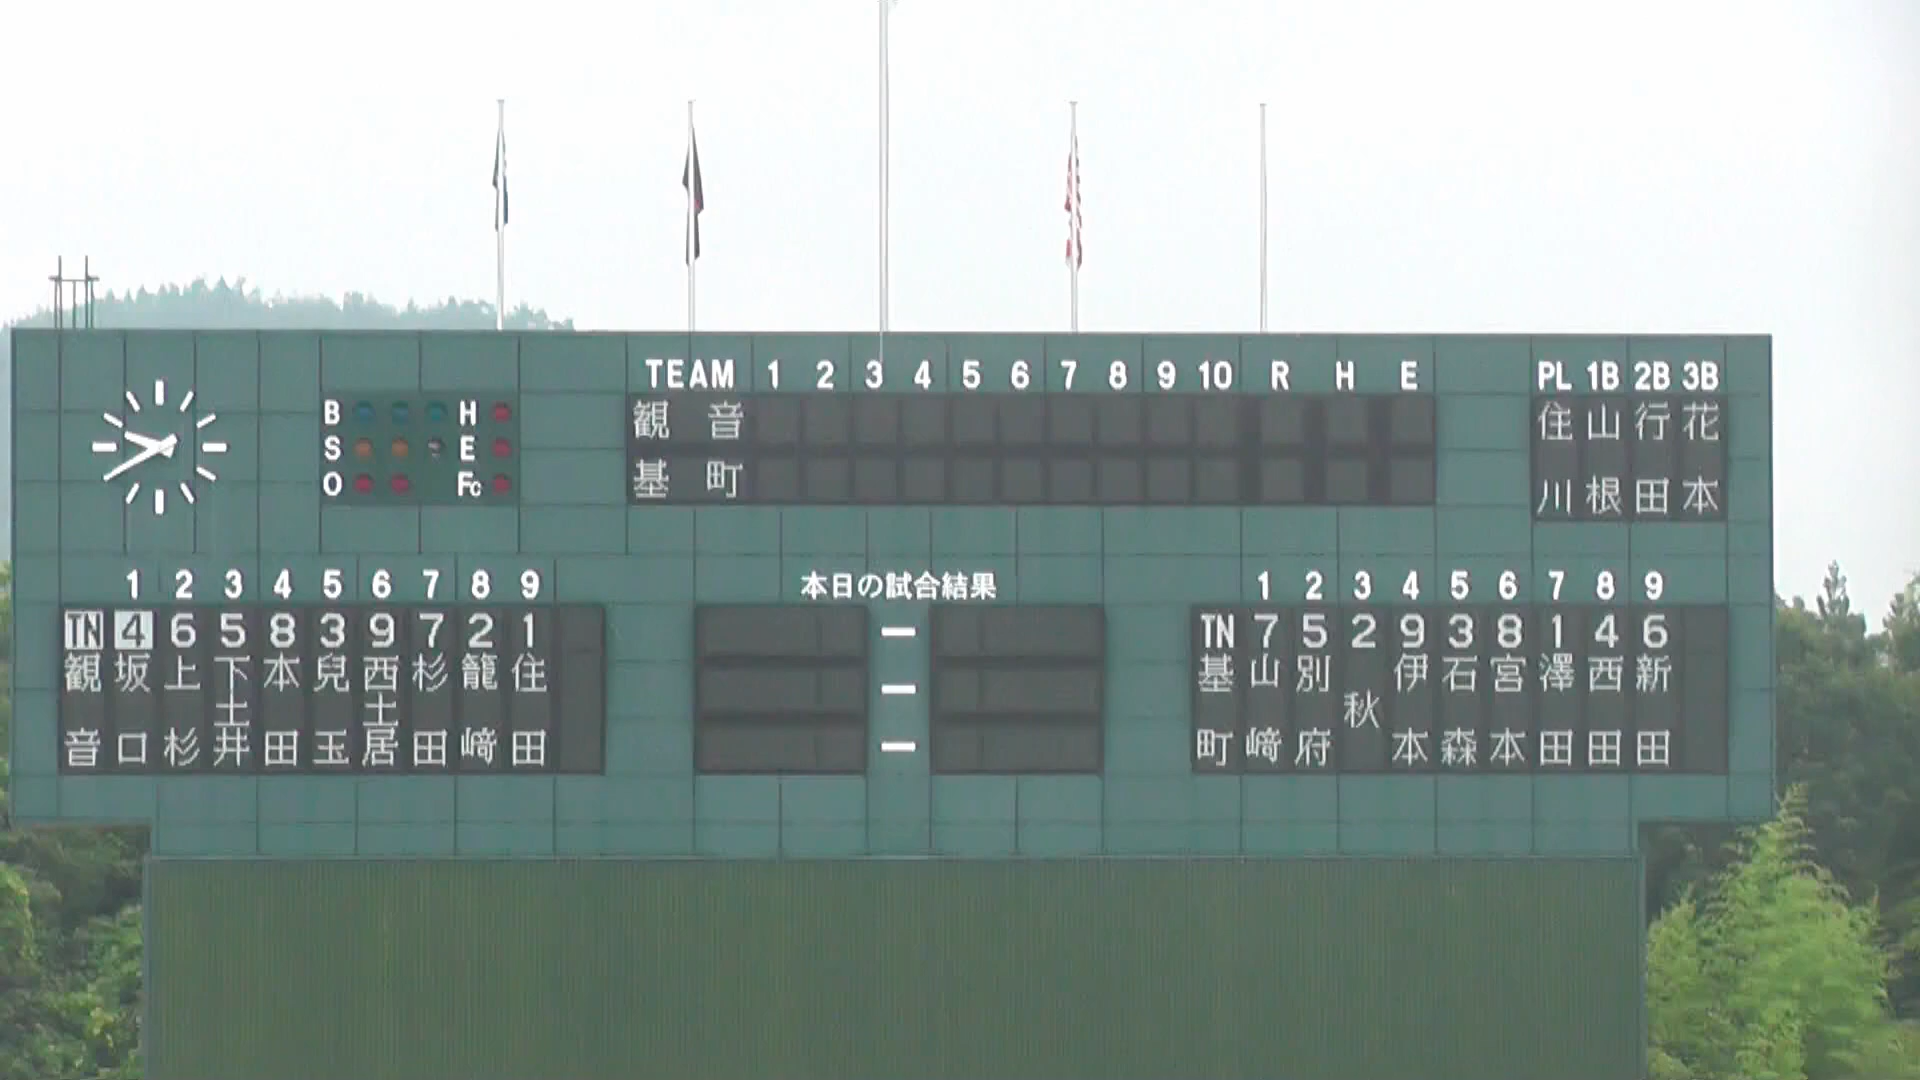 TEAM 1 2 3 4 5 6 7 8 9 10 R H E
PL 1B 2B 3B
B H
S E
O Fc
観音
基町
住川 山根 行田 花本
1 2 3 4 5 6 7 8 9
本日の試合結果
1 2 3 4 5 6 7 8 9
TN 4 6 5 8 3 9 7 2 1
観音 坂口 上杉 下土井 本田 兒玉 西土居 杉田 籠﨑 住田
TN 7 5 2 9 3 8 1 4 6
基町 山﨑 別府 秋 伊本 石森 宮本 澤田 西田 新田